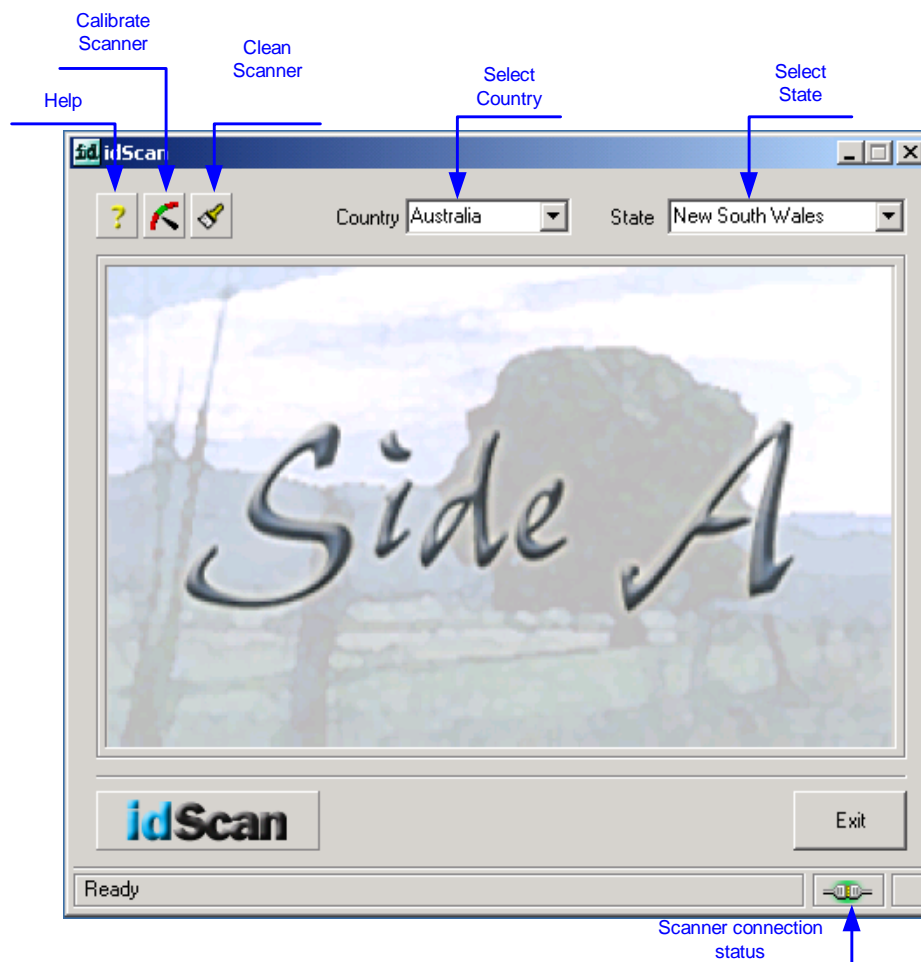 Calibrate
Scanner
Clean
Scanner
Help
Select
Country
Select
State
fid idScan
?
Country Australia
State New South Wales
Side A
idScan
Exit
Ready
Scanner connection
status